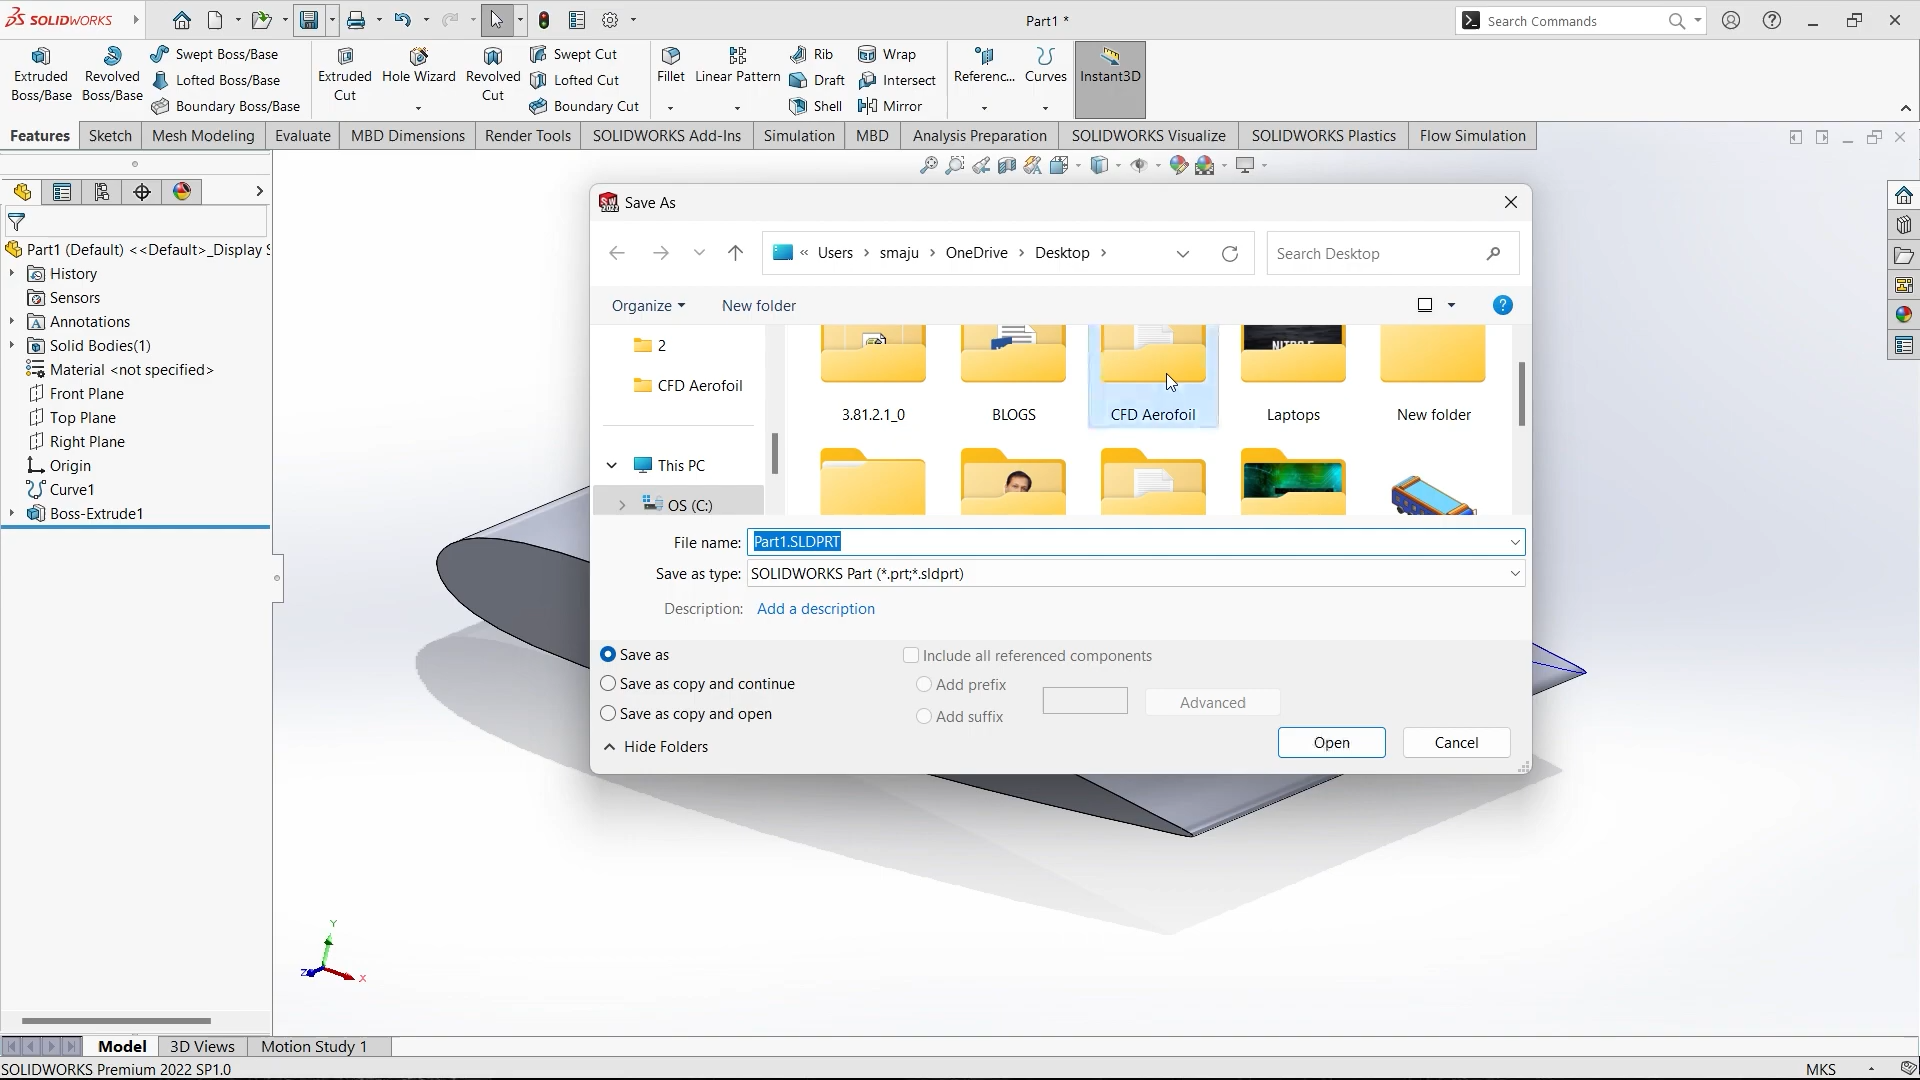 SOLIDWORKS
Part1 *
Search Commands
Extruded Boss/Base
Revolved Boss/Base
Swept Boss/Base
Lofted Boss/Base
Boundary Boss/Base
Extruded Cut
Hole Wizard
Revolved Cut
Swept Cut
Lofted Cut
Boundary Cut
Fillet
Linear Pattern
Rib
Draft
Shell
Wrap
Intersect
Mirror
Referenc...
Curves
Instant3D
Features
Sketch
Mesh Modeling
Evaluate
MBD Dimensions
Render Tools
SOLIDWORKS Add-Ins
Simulation
MBD
Analysis Preparation
SOLIDWORKS Visualize
SOLIDWORKS Plastics
Flow Simulation
Part1 (Default) <<Default>_Display S
History
Sensors
Annotations
Solid Bodies(1)
Material <not specified>
Front Plane
Top Plane
Right Plane
Origin
Curve1
Boss-Extrude1
Save As
« Users › smaju › OneDrive › Desktop ›
Search Desktop
Organize
New folder
2
CFD Aerofoil
This PC
OS (C:)
NITRO 5
3.81.2.1_0
BLOGS
CFD Aerofoil
Laptops
New folder
File name: Part1.SLDPRT
Save as type: SOLIDWORKS Part (*.prt;*.sldprt)
Description: Add a description
Save as
Save as copy and continue
Save as copy and open
Include all referenced components
Add prefix
Add suffix
Advanced
Hide Folders
Open
Cancel
Y
Z
X
Model
3D Views
Motion Study 1
SOLIDWORKS Premium 2022 SP1.0
MKS